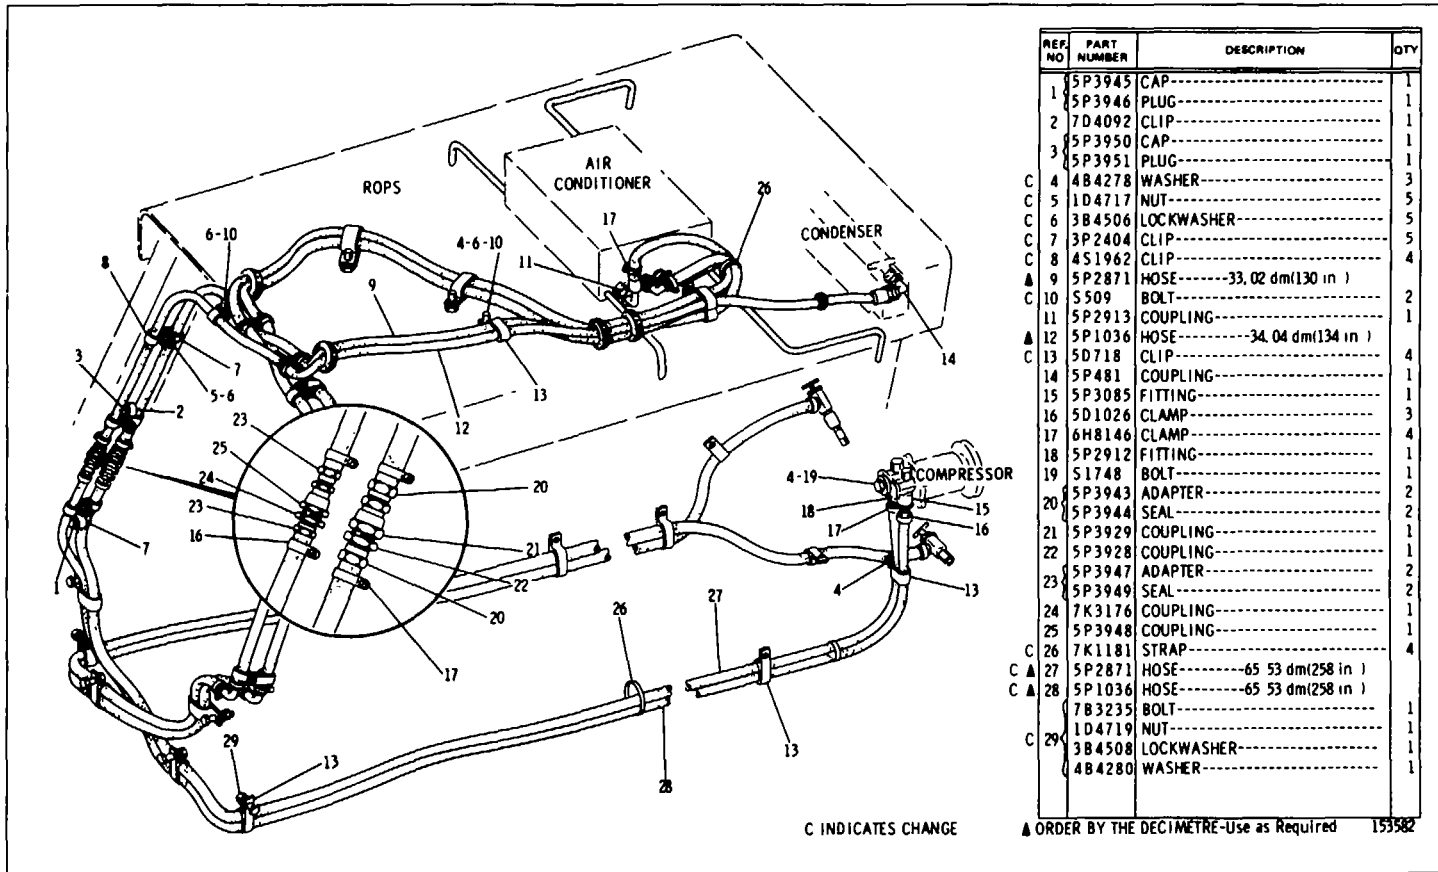 ROPS
AIR
CONDITIONER
CONDENSER
COMPRESSOR
26
17
6-10
4-6-10
11
8
9
14
7
3
5-6
2
13
12
23
25
24
23
16
20
21
22
20
17
7
1
4-19
18
17
15
16
4
13
26
27
13
28
29
13
REF. NO PART NUMBER DESCRIPTION QTY
1 5P3945 CAP 1
5P3946 PLUG 1
2 7D4092 CLIP 1
3 5P3950 CAP 1
5P3951 PLUG 1
C 4 4B4278 WASHER 3
C 5 1D4717 NUT 5
C 6 3B4506 LOCKWASHER 5
C 7 3P2404 CLIP 5
C 8 4S1962 CLIP 4
▲ 9 5P2871 HOSE 33.02 dm(130 in )
C 10 S509 BOLT 2
11 5P2913 COUPLING 1
▲ 12 5P1036 HOSE 34.04 dm(134 in )
C 13 5D718 CLIP 4
14 5P481 COUPLING 1
15 5P3085 FITTING 1
16 5D1026 CLAMP 3
17 6H8146 CLAMP 4
18 5P2912 FITTING 1
19 S1748 BOLT 1
20 5P3943 ADAPTER 2
5P3944 SEAL 2
21 5P3929 COUPLING 1
22 5P3928 COUPLING 1
23 5P3947 ADAPTER 2
5P3949 SEAL 2
24 7K3176 COUPLING 1
25 5P3948 COUPLING 1
C 26 7K1181 STRAP 4
C ▲ 27 5P2871 HOSE 65 53 dm(258 in )
C ▲ 28 5P1036 HOSE 65 53 dm(258 in )
C 29 7B3235 BOLT 1
1D4719 NUT 1
3B4508 LOCKWASHER 1
4B4280 WASHER 1
C INDICATES CHANGE
▲ ORDER BY THE DECIMETRE-Use as Required 153582